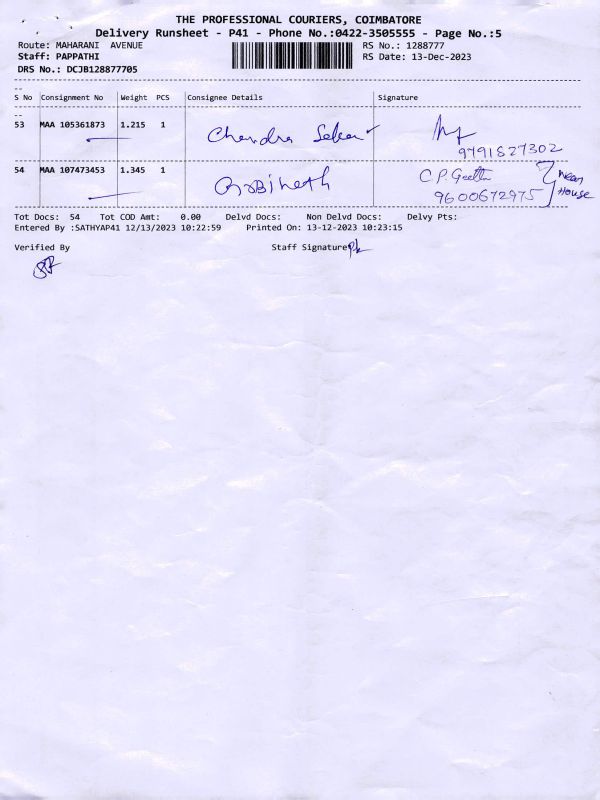 THE PROFESSIONAL COURIERS, COIMBATORE
Delivery Runsheet - P41 - Phone No.:0422-3505555 - Page No.:5
Route: MAHARANI AVENUE
RS No.: 1288777
Staff: PAPPATHI
RS Date: 13-Dec-2023
DRS No.: DCJB128877705
S No Consignment No Weight PCS Consignee Details Signature
53 MAA 105361873 1.215 1 Chandra Sekar
9791827302
54 MAA 107473453 1.345 1 C.P. Geetha near
9600672975 House
Tot Docs: 54 Tot COD Amt: 0.00 Delvd Docs: Non Delvd Docs: Delvy Pts:
Entered By :SATHYAP41 12/13/2023 10:22:59 Printed On: 13-12-2023 10:23:15
Verified By Staff Signature